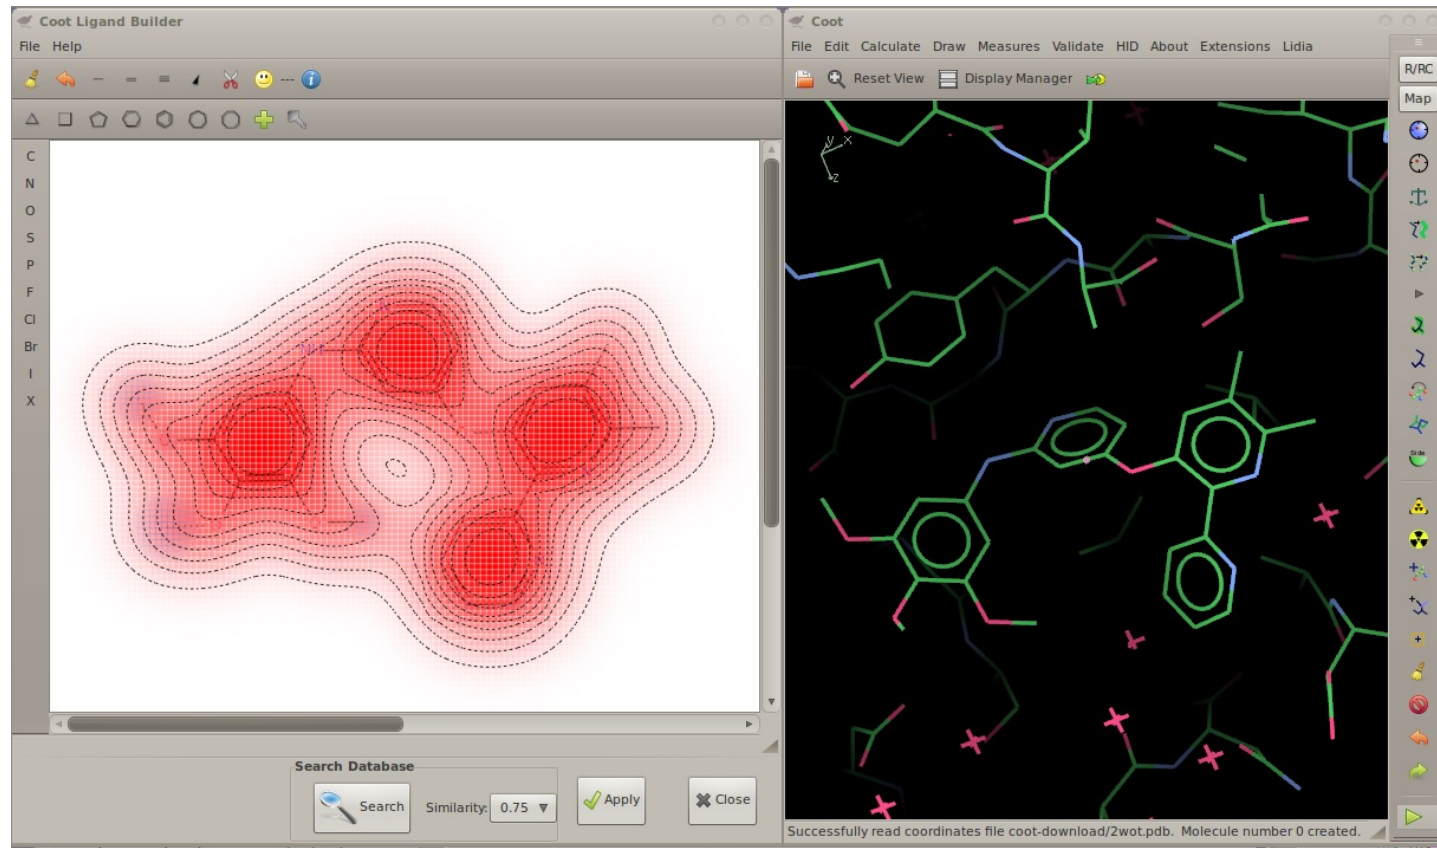 Coot Ligand Builder
File Help
C
N
O
S
P
F
Cl
Br
I
X
NH
N
Search Database
Search
Similarity: 0.75
Apply
Close
Coot
File Edit Calculate Draw Measures Validate HID About Extensions Lidia
Reset View Display Manager
R/RC
Map
y x
z
Side
Successfully read coordinates file coot-download/2wot.pdb. Molecule number 0 created.